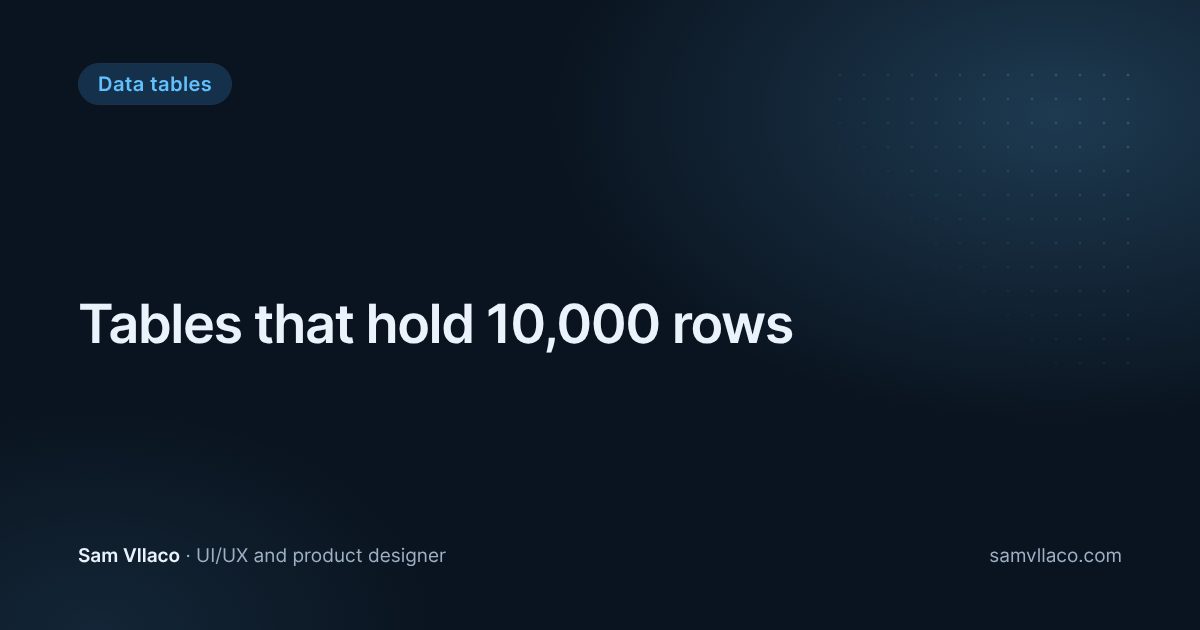 Data tables
Tables that hold 10,000 rows
Sam Vllaco · UI/UX and product designer
samvllaco.com